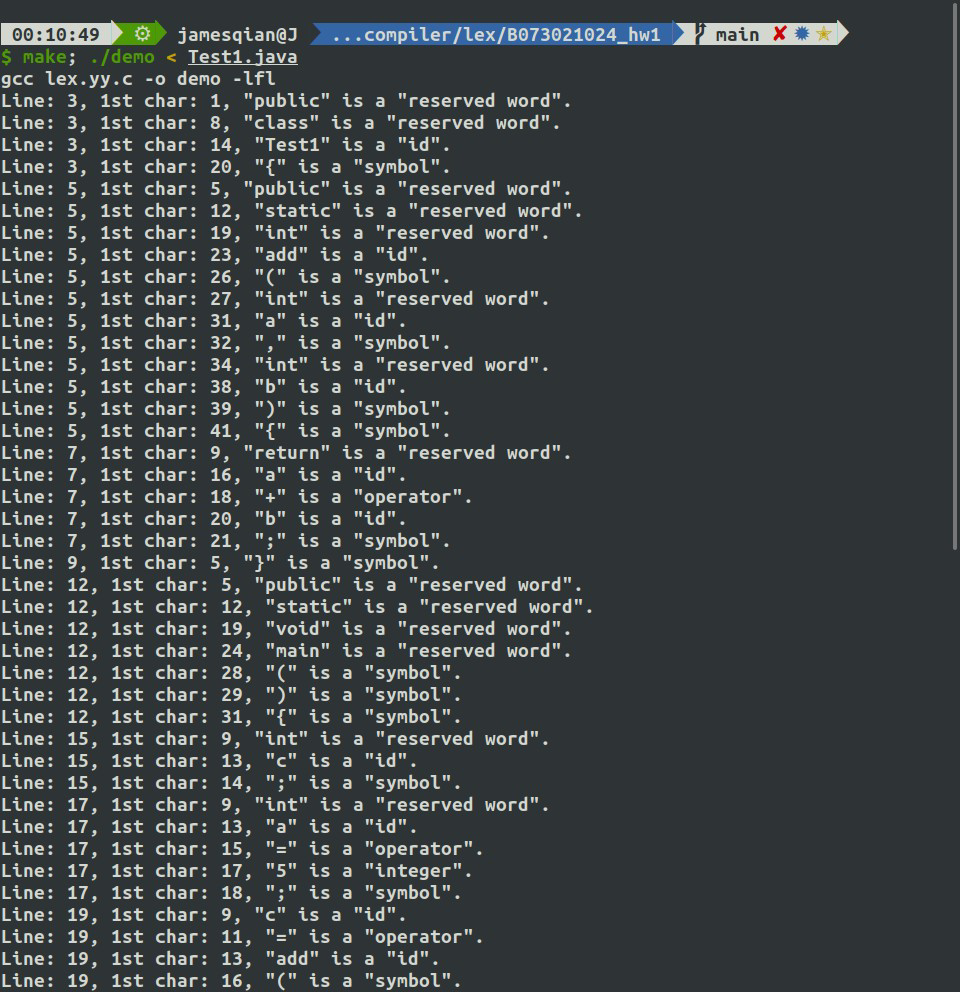 00:10:49 jamesqian@J ...compiler/lex/B073021024_hw1 main
$ make; ./demo < Test1.java
gcc lex.yy.c -o demo -lfl
Line: 3, 1st char: 1, "public" is a "reserved word".
Line: 3, 1st char: 8, "class" is a "reserved word".
Line: 3, 1st char: 14, "Test1" is a "id".
Line: 3, 1st char: 20, "{" is a "symbol".
Line: 5, 1st char: 5, "public" is a "reserved word".
Line: 5, 1st char: 12, "static" is a "reserved word".
Line: 5, 1st char: 19, "int" is a "reserved word".
Line: 5, 1st char: 23, "add" is a "id".
Line: 5, 1st char: 26, "(" is a "symbol".
Line: 5, 1st char: 27, "int" is a "reserved word".
Line: 5, 1st char: 31, "a" is a "id".
Line: 5, 1st char: 32, "," is a "symbol".
Line: 5, 1st char: 34, "int" is a "reserved word".
Line: 5, 1st char: 38, "b" is a "id".
Line: 5, 1st char: 39, ")" is a "symbol".
Line: 5, 1st char: 41, "{" is a "symbol".
Line: 7, 1st char: 9, "return" is a "reserved word".
Line: 7, 1st char: 16, "a" is a "id".
Line: 7, 1st char: 18, "+" is a "operator".
Line: 7, 1st char: 20, "b" is a "id".
Line: 7, 1st char: 21, ";" is a "symbol".
Line: 9, 1st char: 5, "}" is a "symbol".
Line: 12, 1st char: 5, "public" is a "reserved word".
Line: 12, 1st char: 12, "static" is a "reserved word".
Line: 12, 1st char: 19, "void" is a "reserved word".
Line: 12, 1st char: 24, "main" is a "reserved word".
Line: 12, 1st char: 28, "(" is a "symbol".
Line: 12, 1st char: 29, ")" is a "symbol".
Line: 12, 1st char: 31, "{" is a "symbol".
Line: 15, 1st char: 9, "int" is a "reserved word".
Line: 15, 1st char: 13, "c" is a "id".
Line: 15, 1st char: 14, ";" is a "symbol".
Line: 17, 1st char: 9, "int" is a "reserved word".
Line: 17, 1st char: 13, "a" is a "id".
Line: 17, 1st char: 15, "=" is a "operator".
Line: 17, 1st char: 17, "5" is a "integer".
Line: 17, 1st char: 18, ";" is a "symbol".
Line: 19, 1st char: 9, "c" is a "id".
Line: 19, 1st char: 11, "=" is a "operator".
Line: 19, 1st char: 13, "add" is a "id".
Line: 19, 1st char: 16, "(" is a "symbol".